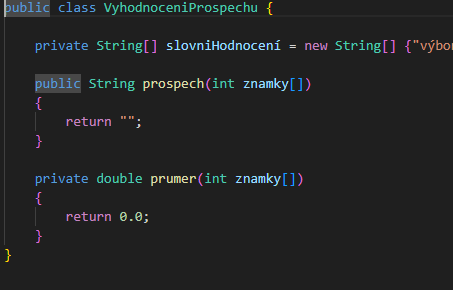 public class VyhodnoceniProspechu {
private String[] slovniHodnocení = new String[] {"výbor
public String prospech(int znamky[])
{
return "";
}
private double prumer(int znamky[])
{
return 0.0;
}
}